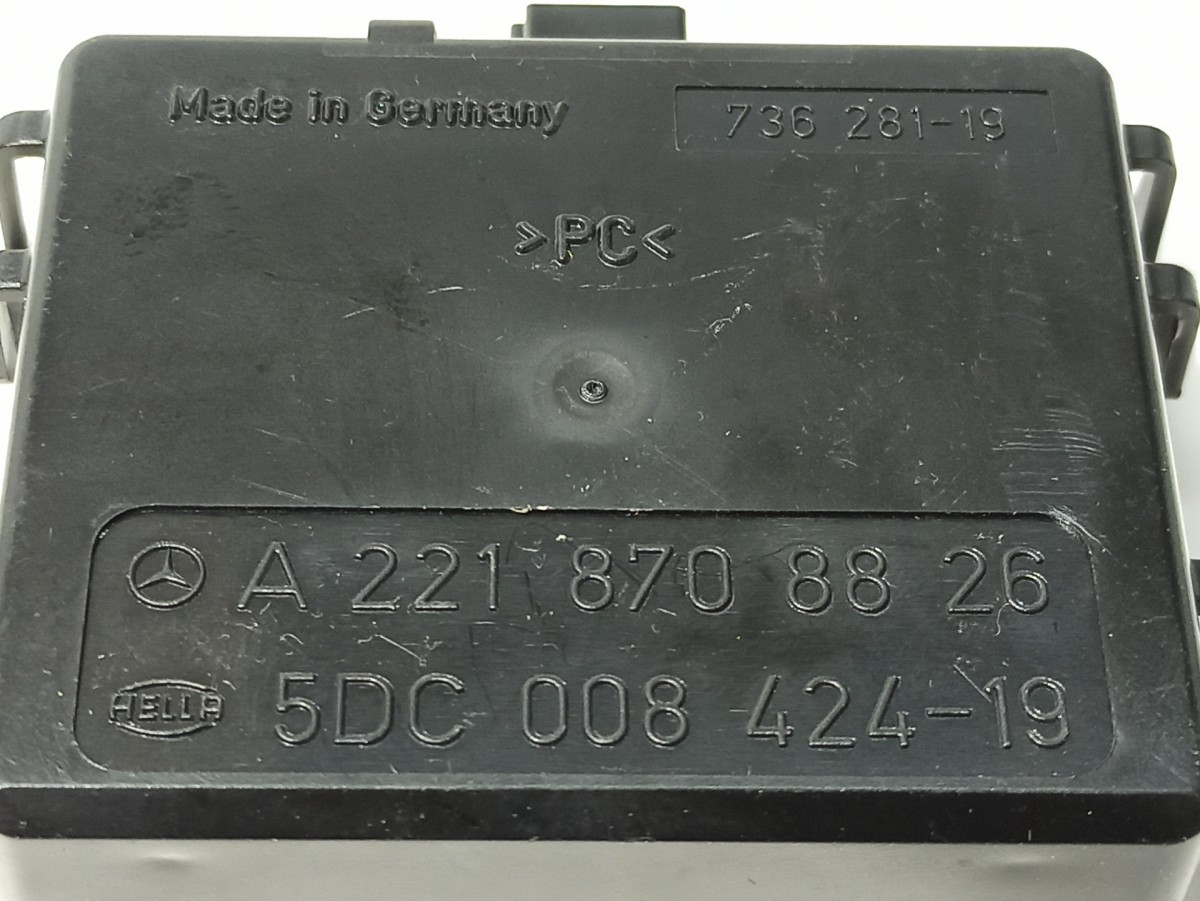 Made in Germany 736 281-19
>PC<
A 221 870 88 26
HELLA 5DC 008 424-19